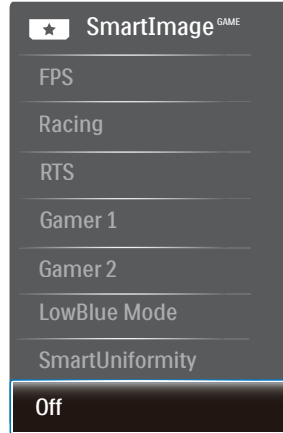 SmartImage GAME
FPS
Racing
RTS
Gamer 1
Gamer 2
LowBlue Mode
SmartUniformity
Off